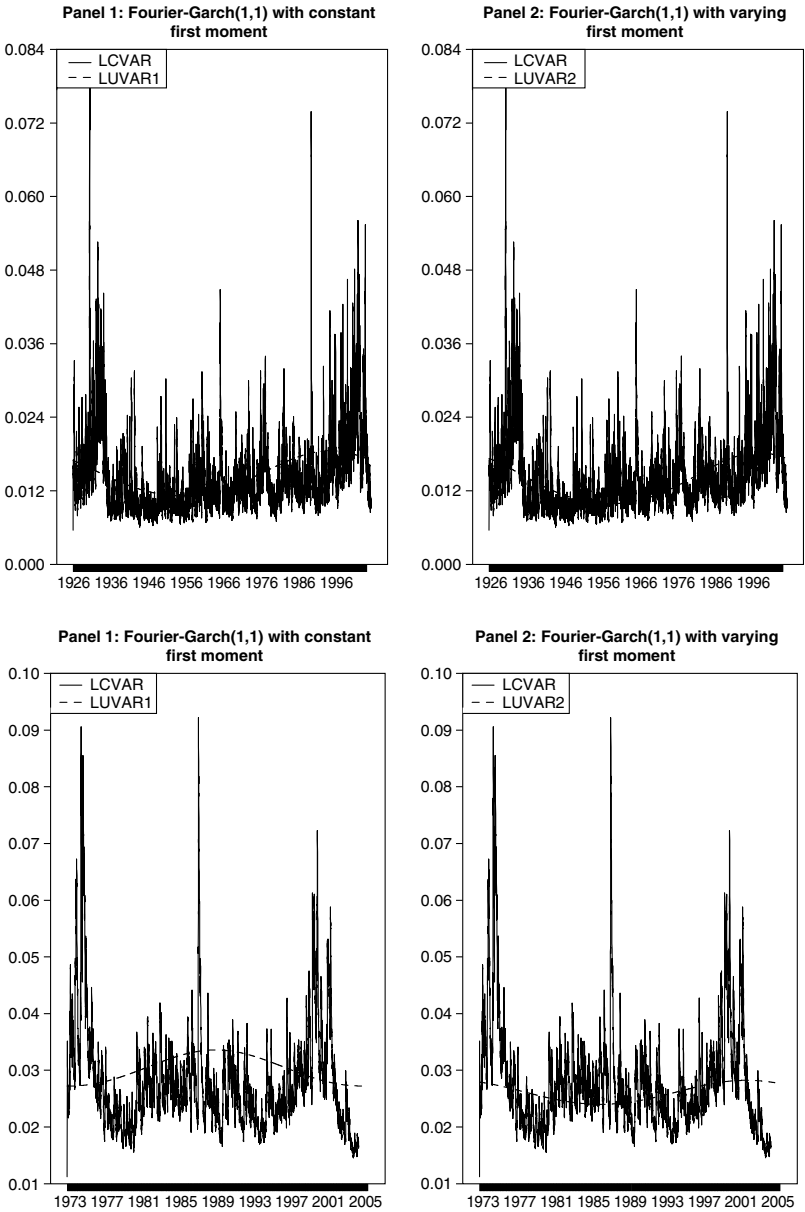 Panel 1: Fourier-Garch(1,1) with constant
first moment
0.084
0.072
0.060
0.048
0.036
0.024
0.012
0.000
LCVAR
LUVAR1
1926 1936 1946 1956 1966 1976 1986 1996
Panel 2: Fourier-Garch(1,1) with varying
first moment
0.084
0.072
0.060
0.048
0.036
0.024
0.012
0.000
LCVAR
LUVAR2
1926 1936 1946 1956 1966 1976 1986 1996
Panel 1: Fourier-Garch(1,1) with constant
first moment
0.10
0.09
0.08
0.07
0.06
0.05
0.04
0.03
0.02
0.01
LCVAR
LUVAR1
1973 1977 1981 1985 1989 1993 1997 2001 2005
Panel 2: Fourier-Garch(1,1) with varying
first moment
0.10
0.09
0.08
0.07
0.06
0.05
0.04
0.03
0.02
0.01
LCVAR
LUVAR2
1973 1977 1981 1985 1989 1993 1997 2001 2005